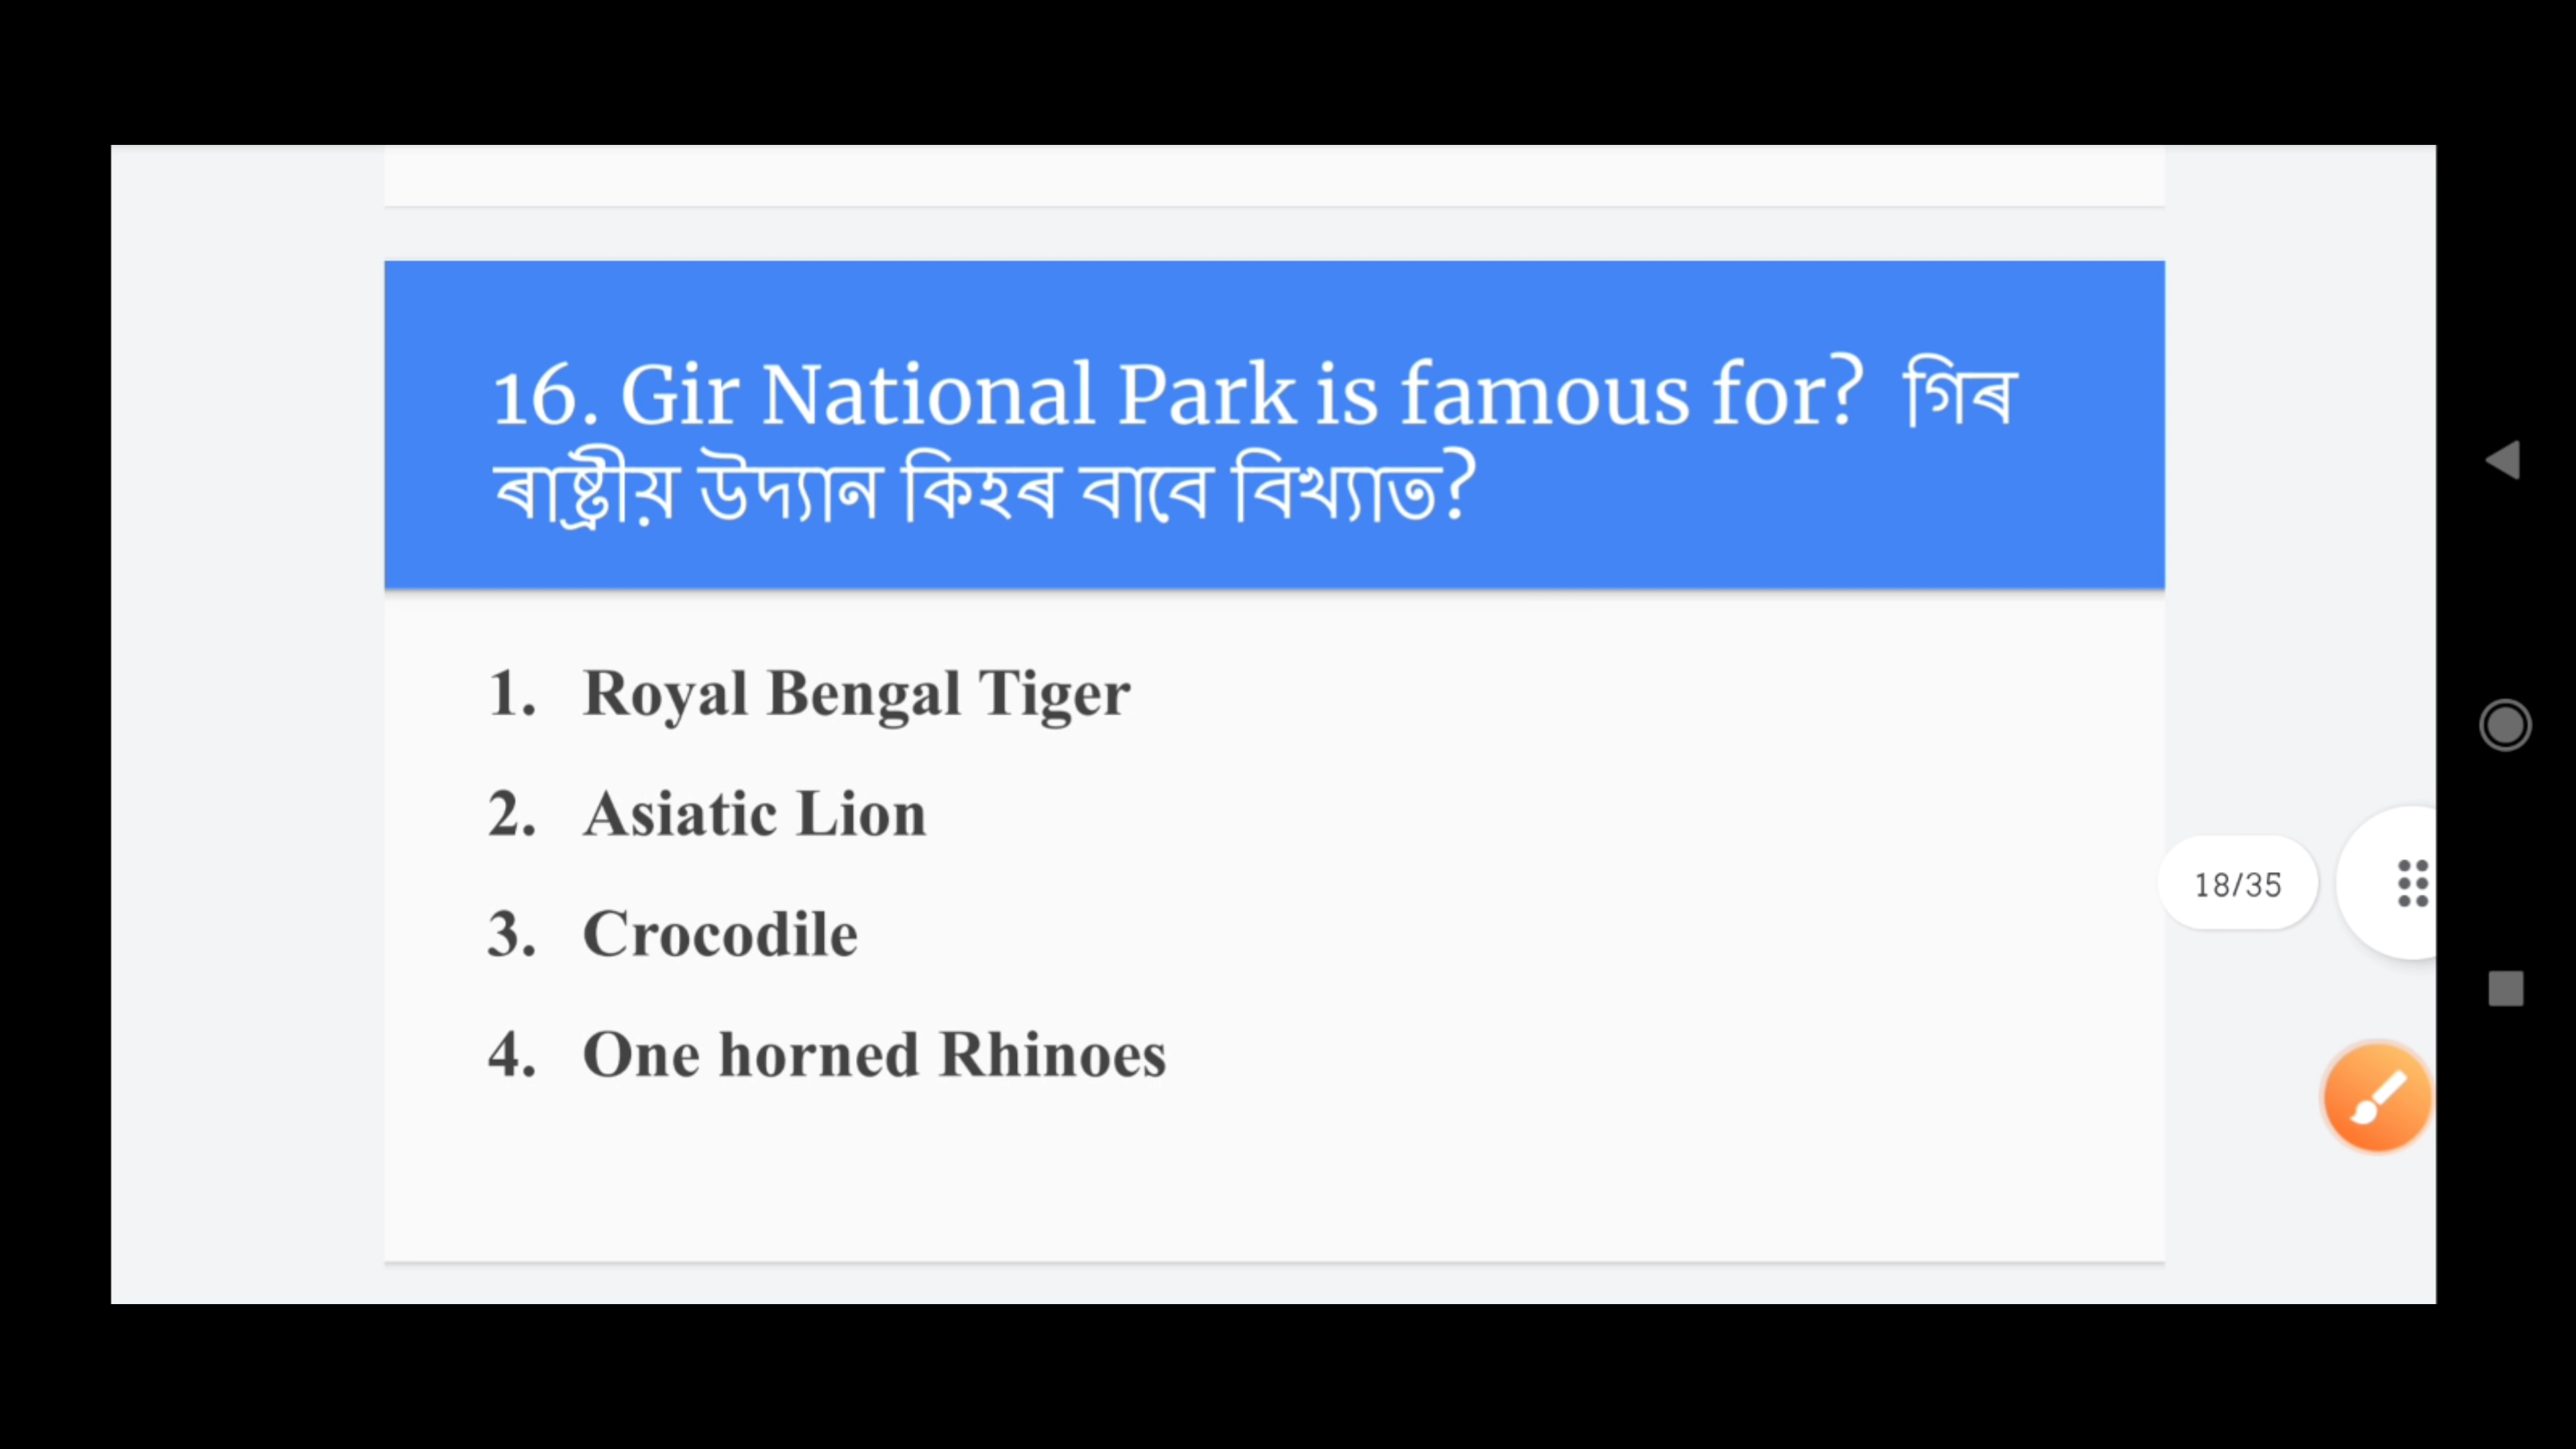 16. Gir National Park is famous for? গিৰ
ৰাষ্ট্ৰীয় উদ্যান কিহৰ বাবে বিখ্যাত?
1. Royal Bengal Tiger
2. Asiatic Lion
3. Crocodile
4. One horned Rhinoes
18/35